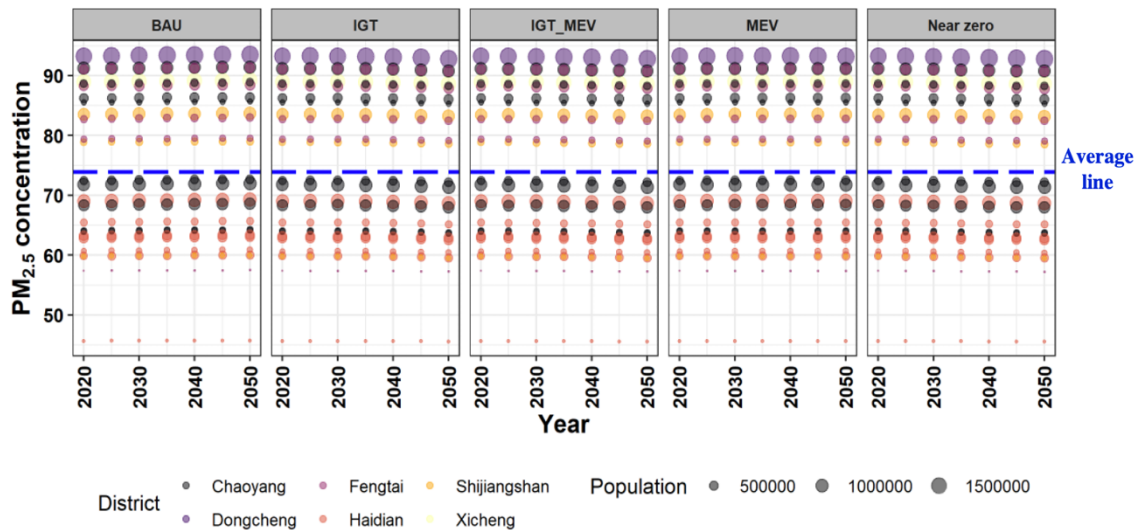 BAU IGT IGT_MEV MEV Near zero
PM2.5 concentration
90
80
70
60
50
Average
line
2020 2030 2040 2050 2020 2030 2040 2050 2020 2030 2040 2050 2020 2030 2040 2050 2020 2030 2040 2050
Year
District Chaoyang Fengtai Shijiangshan Population 500000 1000000 1500000
Dongcheng Haidian Xicheng